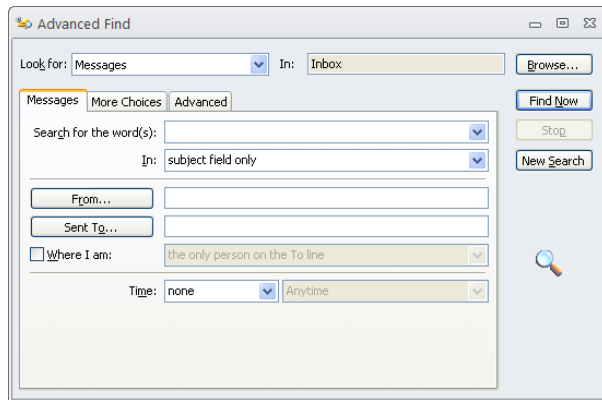 Advanced Find
Look for: Messages In: Inbox Browse...
Messages More Choices Advanced Find Now
Search for the word(s): Stop
In: subject field only New Search
From...
Sent To...
Where I am: the only person on the To line
Time: none Anytime